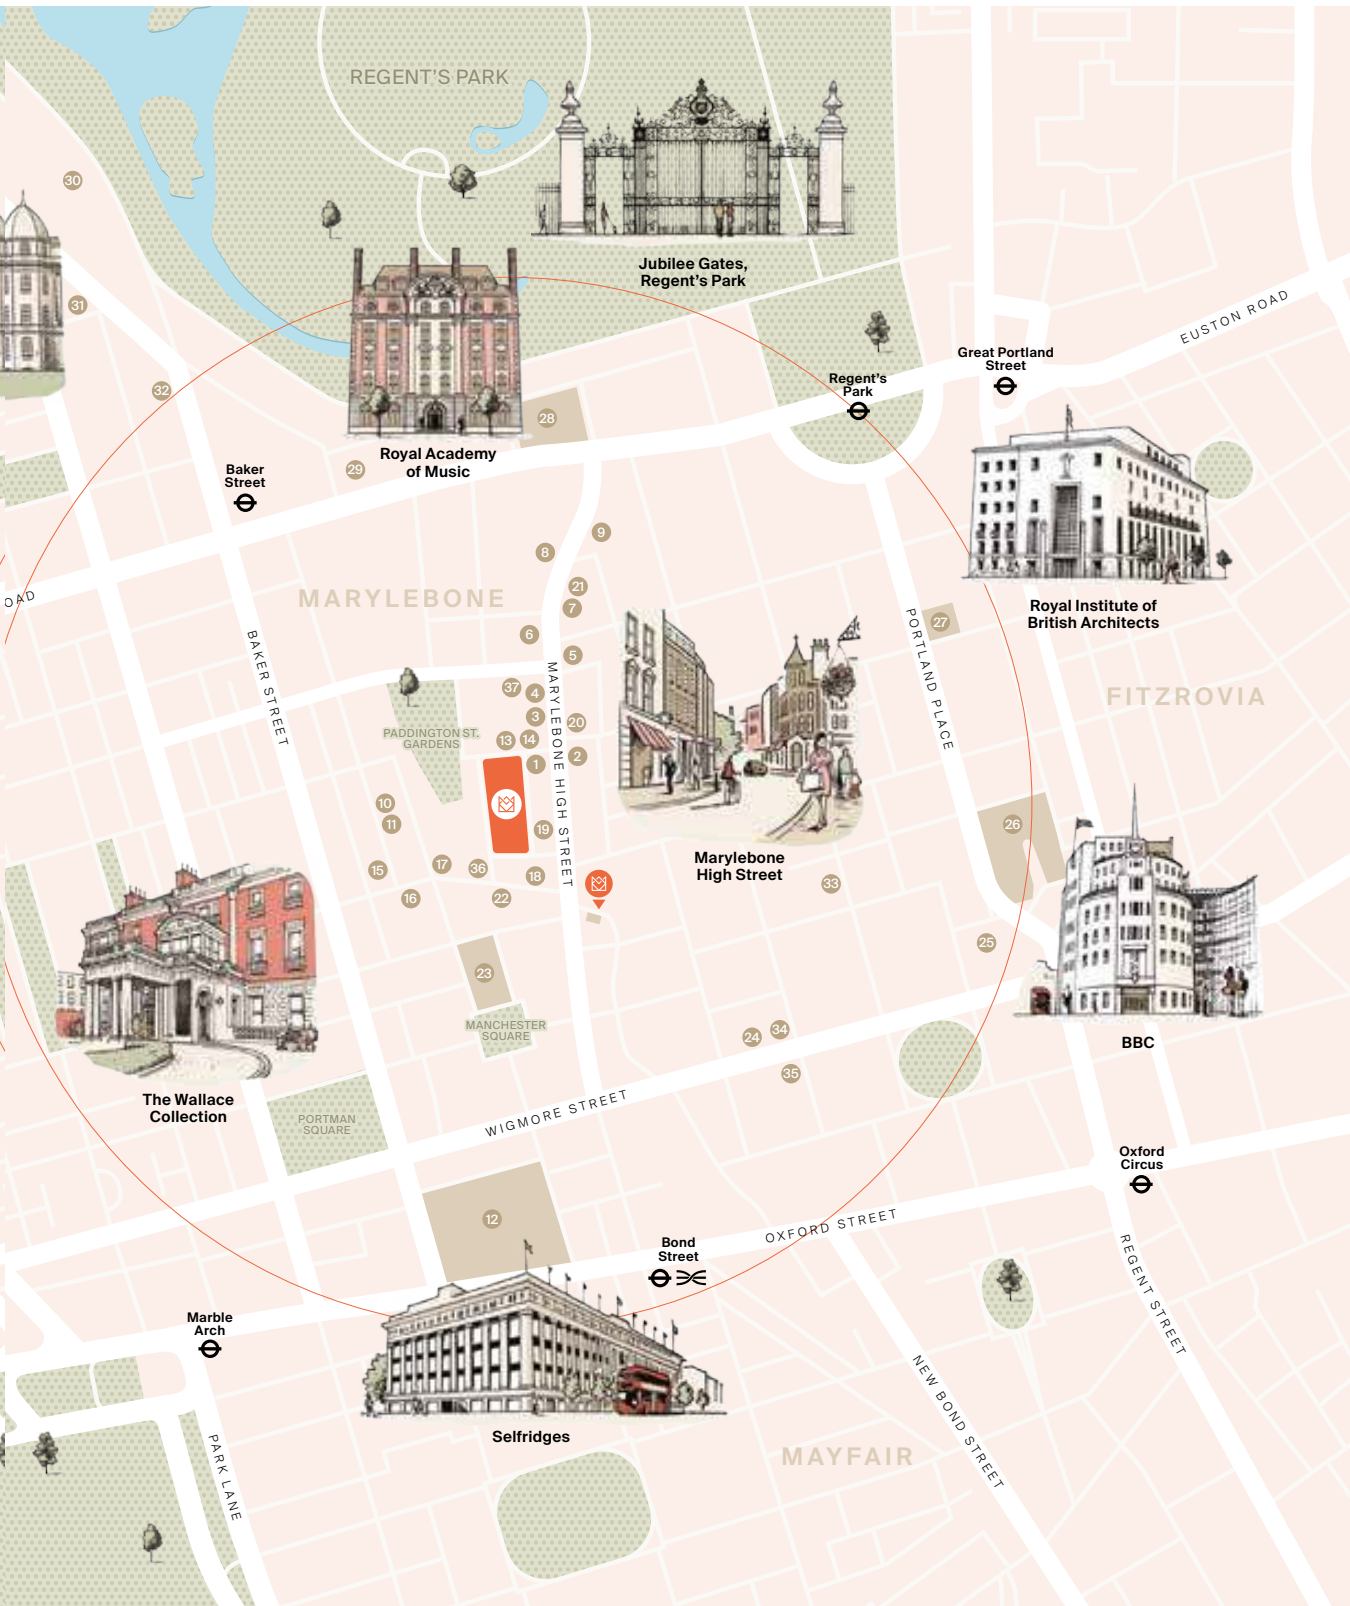 REGENT'S PARK
30
Jubilee Gates,
Regent's Park
31
EUSTON ROAD
Great Portland
Street
Regent's
Park
32
28
Royal Academy
of Music
29
Baker
Street
9
8
21
7
MARYLEBONE
OAD
6
5
27
Royal Institute of
British Architects
PORTLAND PLACE
BAKER STREET
MARYLEBONE HIGH STREET
37
4
3
20
FITZROVIA
PADDINGTON ST.
GARDENS
13
14
2
1
10
11
19
26
Marylebone
High Street
17
36
18
15
16
22
33
25
23
MANCHESTER
SQUARE
24
34
35
BBC
The Wallace
Collection
WIGMORE STREET
PORTMAN
SQUARE
Oxford
Circus
12
OXFORD STREET
Bond
Street
REGENT STREET
Marble
Arch
NEW BOND STREET
Selfridges
MAYFAIR
PARK LANE